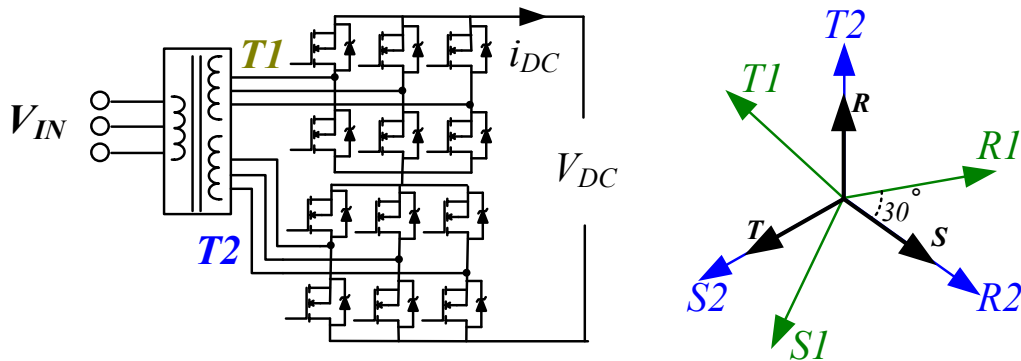 T1
i_DC
V_IN
V_DC
T2
T2
T1
R
R1
30°
T
S
S2
R2
S1